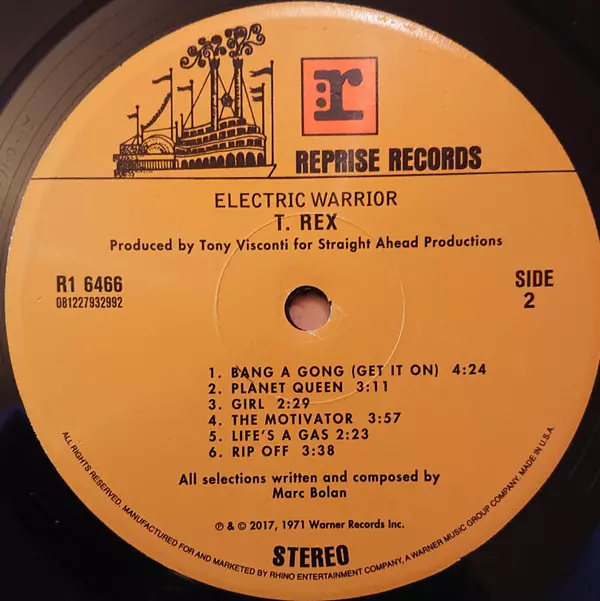 r
REPRISE RECORDS
ELECTRIC WARRIOR
T. REX
Produced by Tony Visconti for Straight Ahead Productions
R1 6466
081227932992
SIDE
2
1. BANG A GONG (GET IT ON) 4:24
2. PLANET QUEEN 3:11
3. GIRL 2:29
4. THE MOTIVATOR 3:57
5. LIFE'S A GAS 2:23
6. RIP OFF 3:38
All selections written and composed by
Marc Bolan
℗ & © 2017, 1971 Warner Records Inc.
STEREO
ALL RIGHTS RESERVED. MANUFACTURED FOR AND MARKETED BY RHINO ENTERTAINMENT COMPANY, A WARNER MUSIC GROUP COMPANY. MADE IN U.S.A.